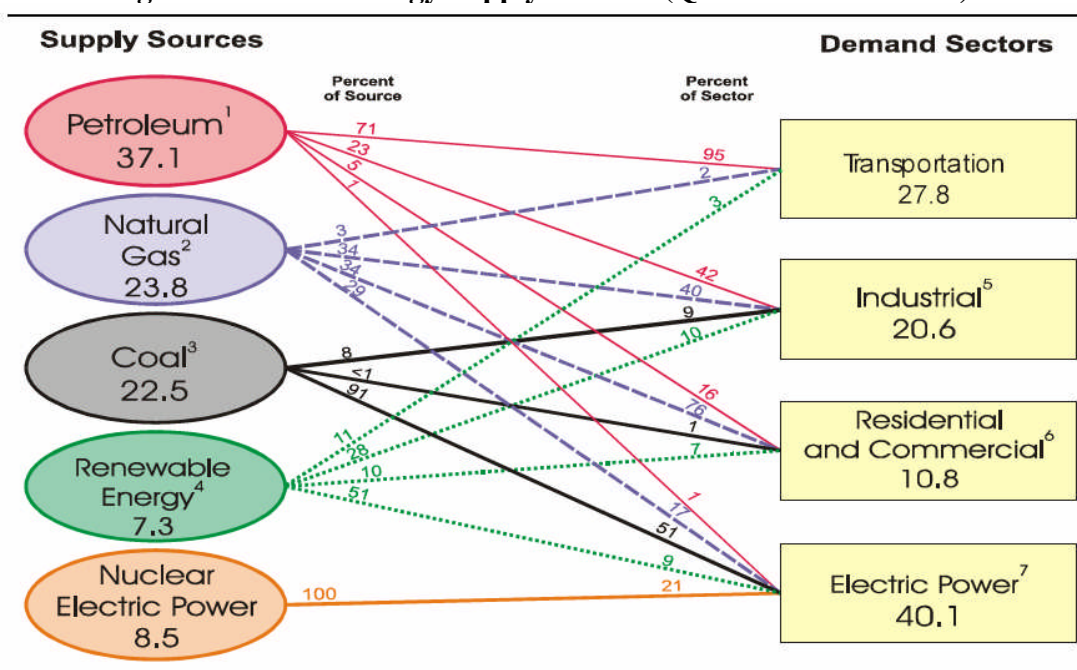 Supply Sources
Demand Sectors
Percent
of Source
Percent
of Sector
Petroleum¹
37.1
Natural
Gas²
23.8
Coal³
22.5
Renewable
Energy⁴
7.3
Nuclear
Electric Power
8.5
71
23
5
1
3
34
34
29
8
<1
91
11
28
10
51
100
95
2
3
42
40
9
10
16
76
1
7
1
17
51
9
21
Transportation
27.8
Industrial⁵
20.6
Residential
and Commercial⁶
10.8
Electric Power⁷
40.1